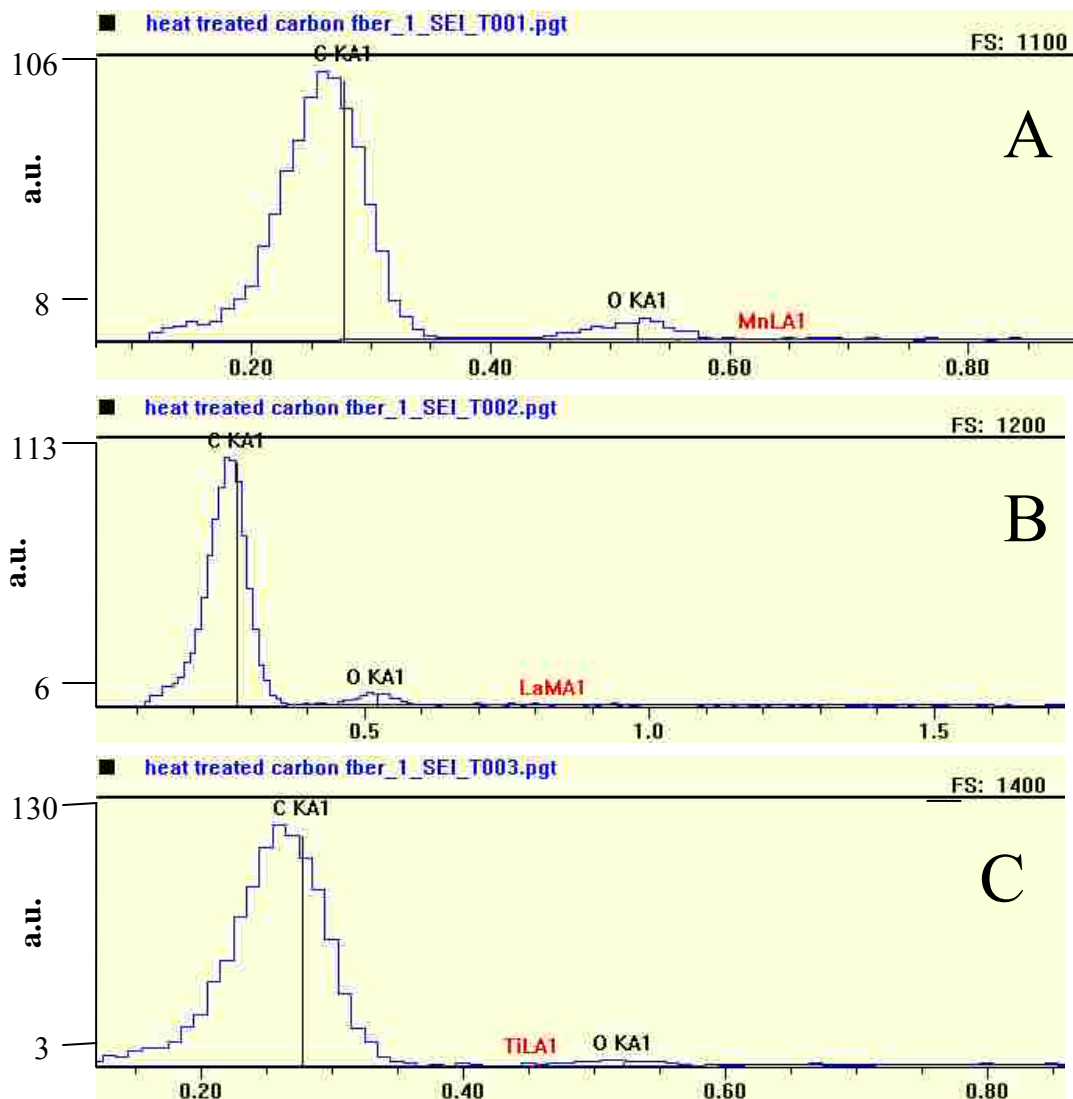 heat treated carbon fber_1_SEI_T001.pgt
FS: 1100
C KA1
106
A
a.u.
8
O KA1
MnLA1
0.20 0.40 0.60 0.80
heat treated carbon fber_1_SEI_T002.pgt
FS: 1200
C KA1
113
B
a.u.
6
O KA1
LaMA1
0.5 1.0 1.5
heat treated carbon fber_1_SEI_T003.pgt
FS: 1400
C KA1
130
C
a.u.
3
TiLA1
O KA1
0.20 0.40 0.60 0.80